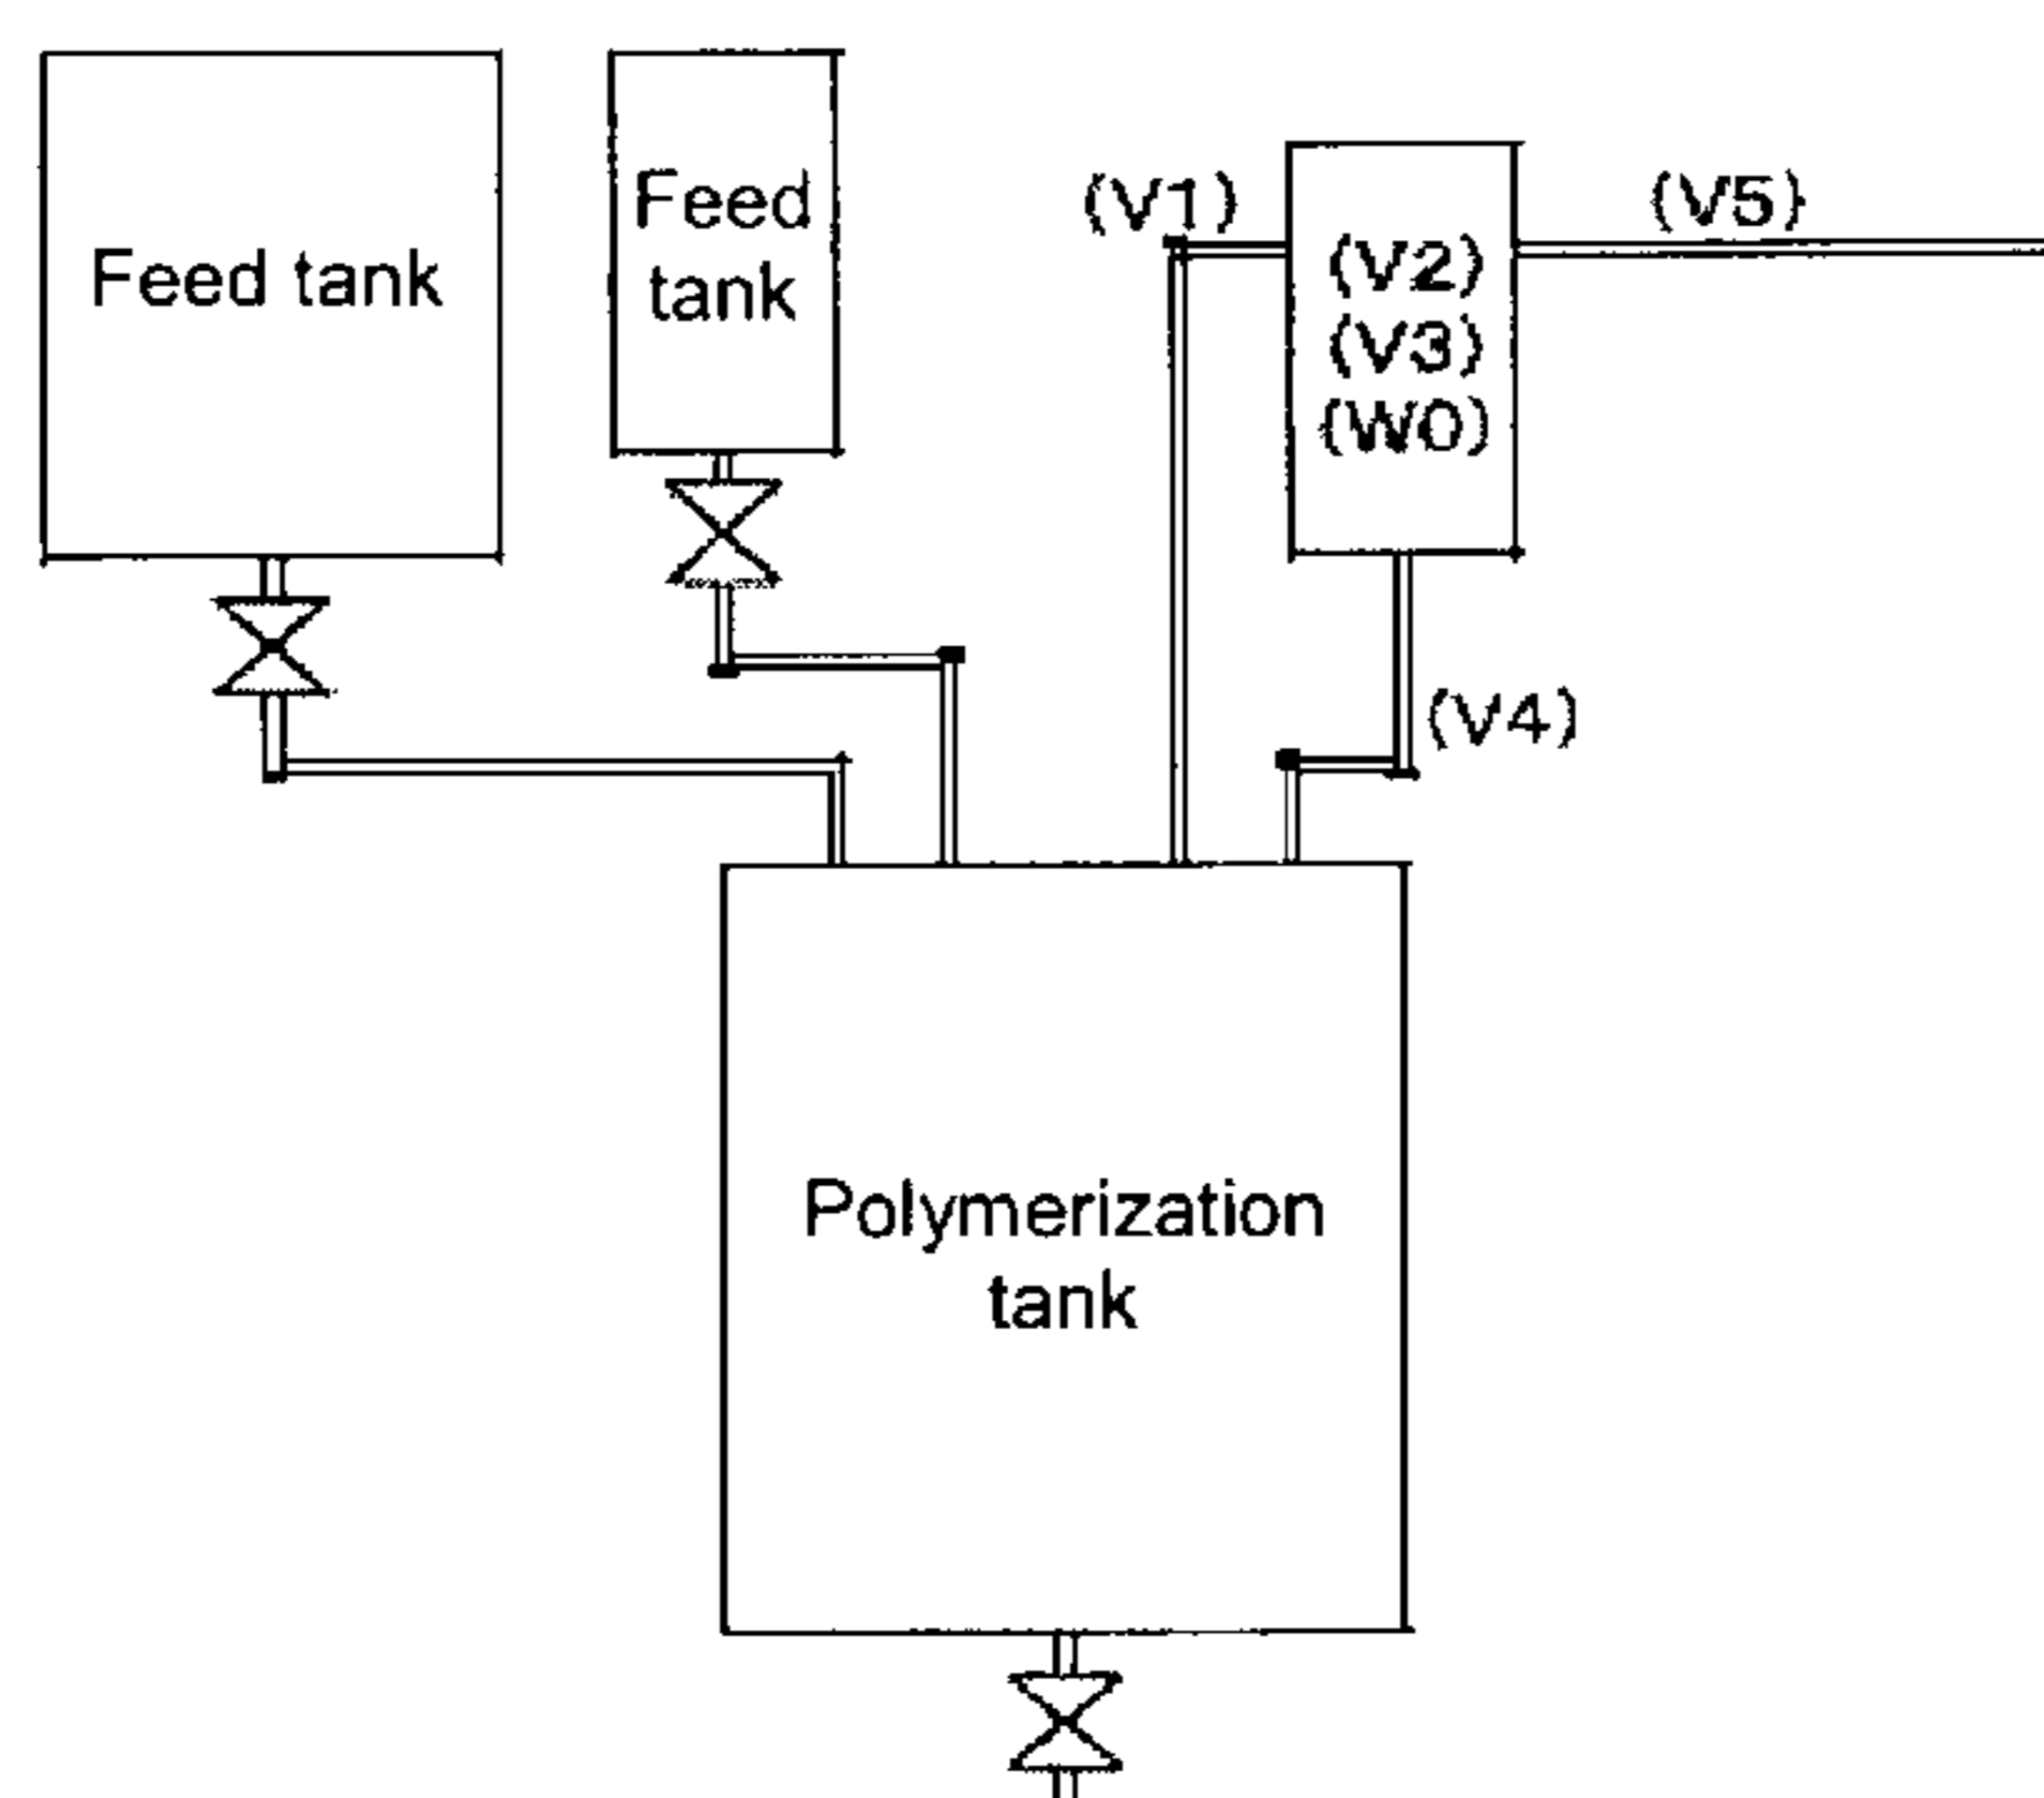 Feed tank
Feed
tank
(V1)
(V2)
(V3)
(W0)
(V5)
(V4)
Polymerization
tank